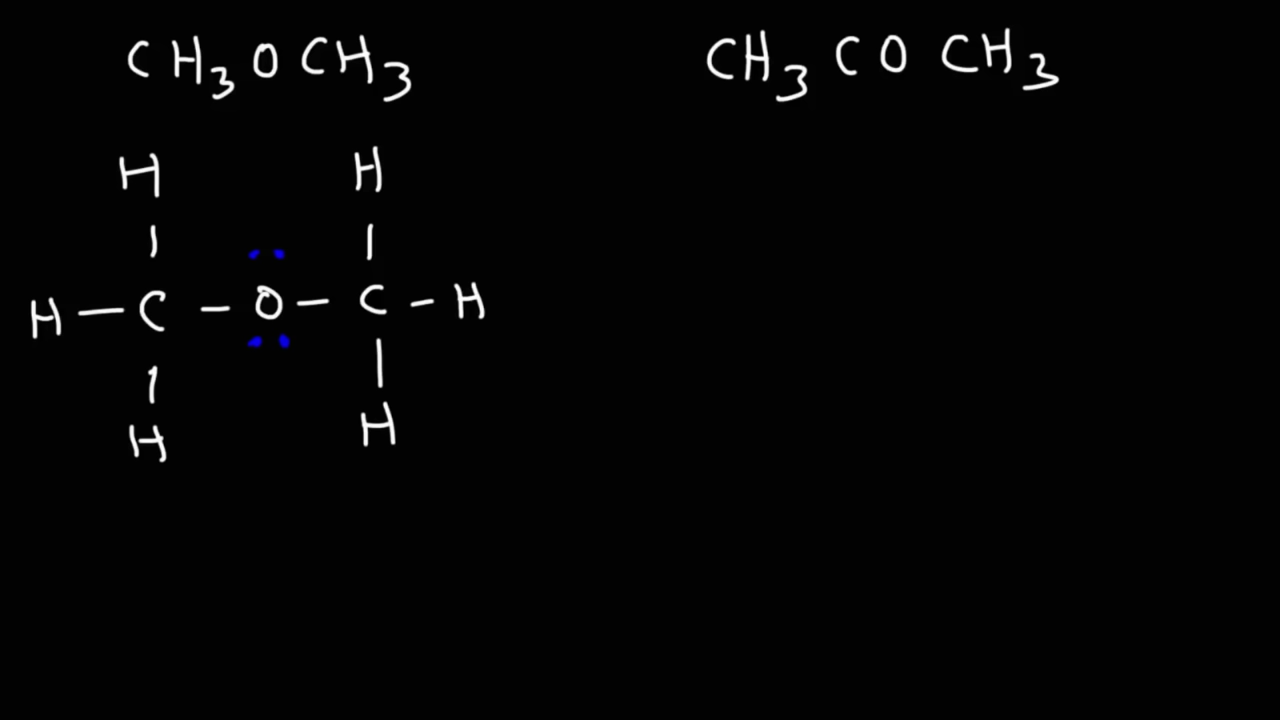 CH3OCH3 CH3COCH3
H H
H – C – O – C – H
H H